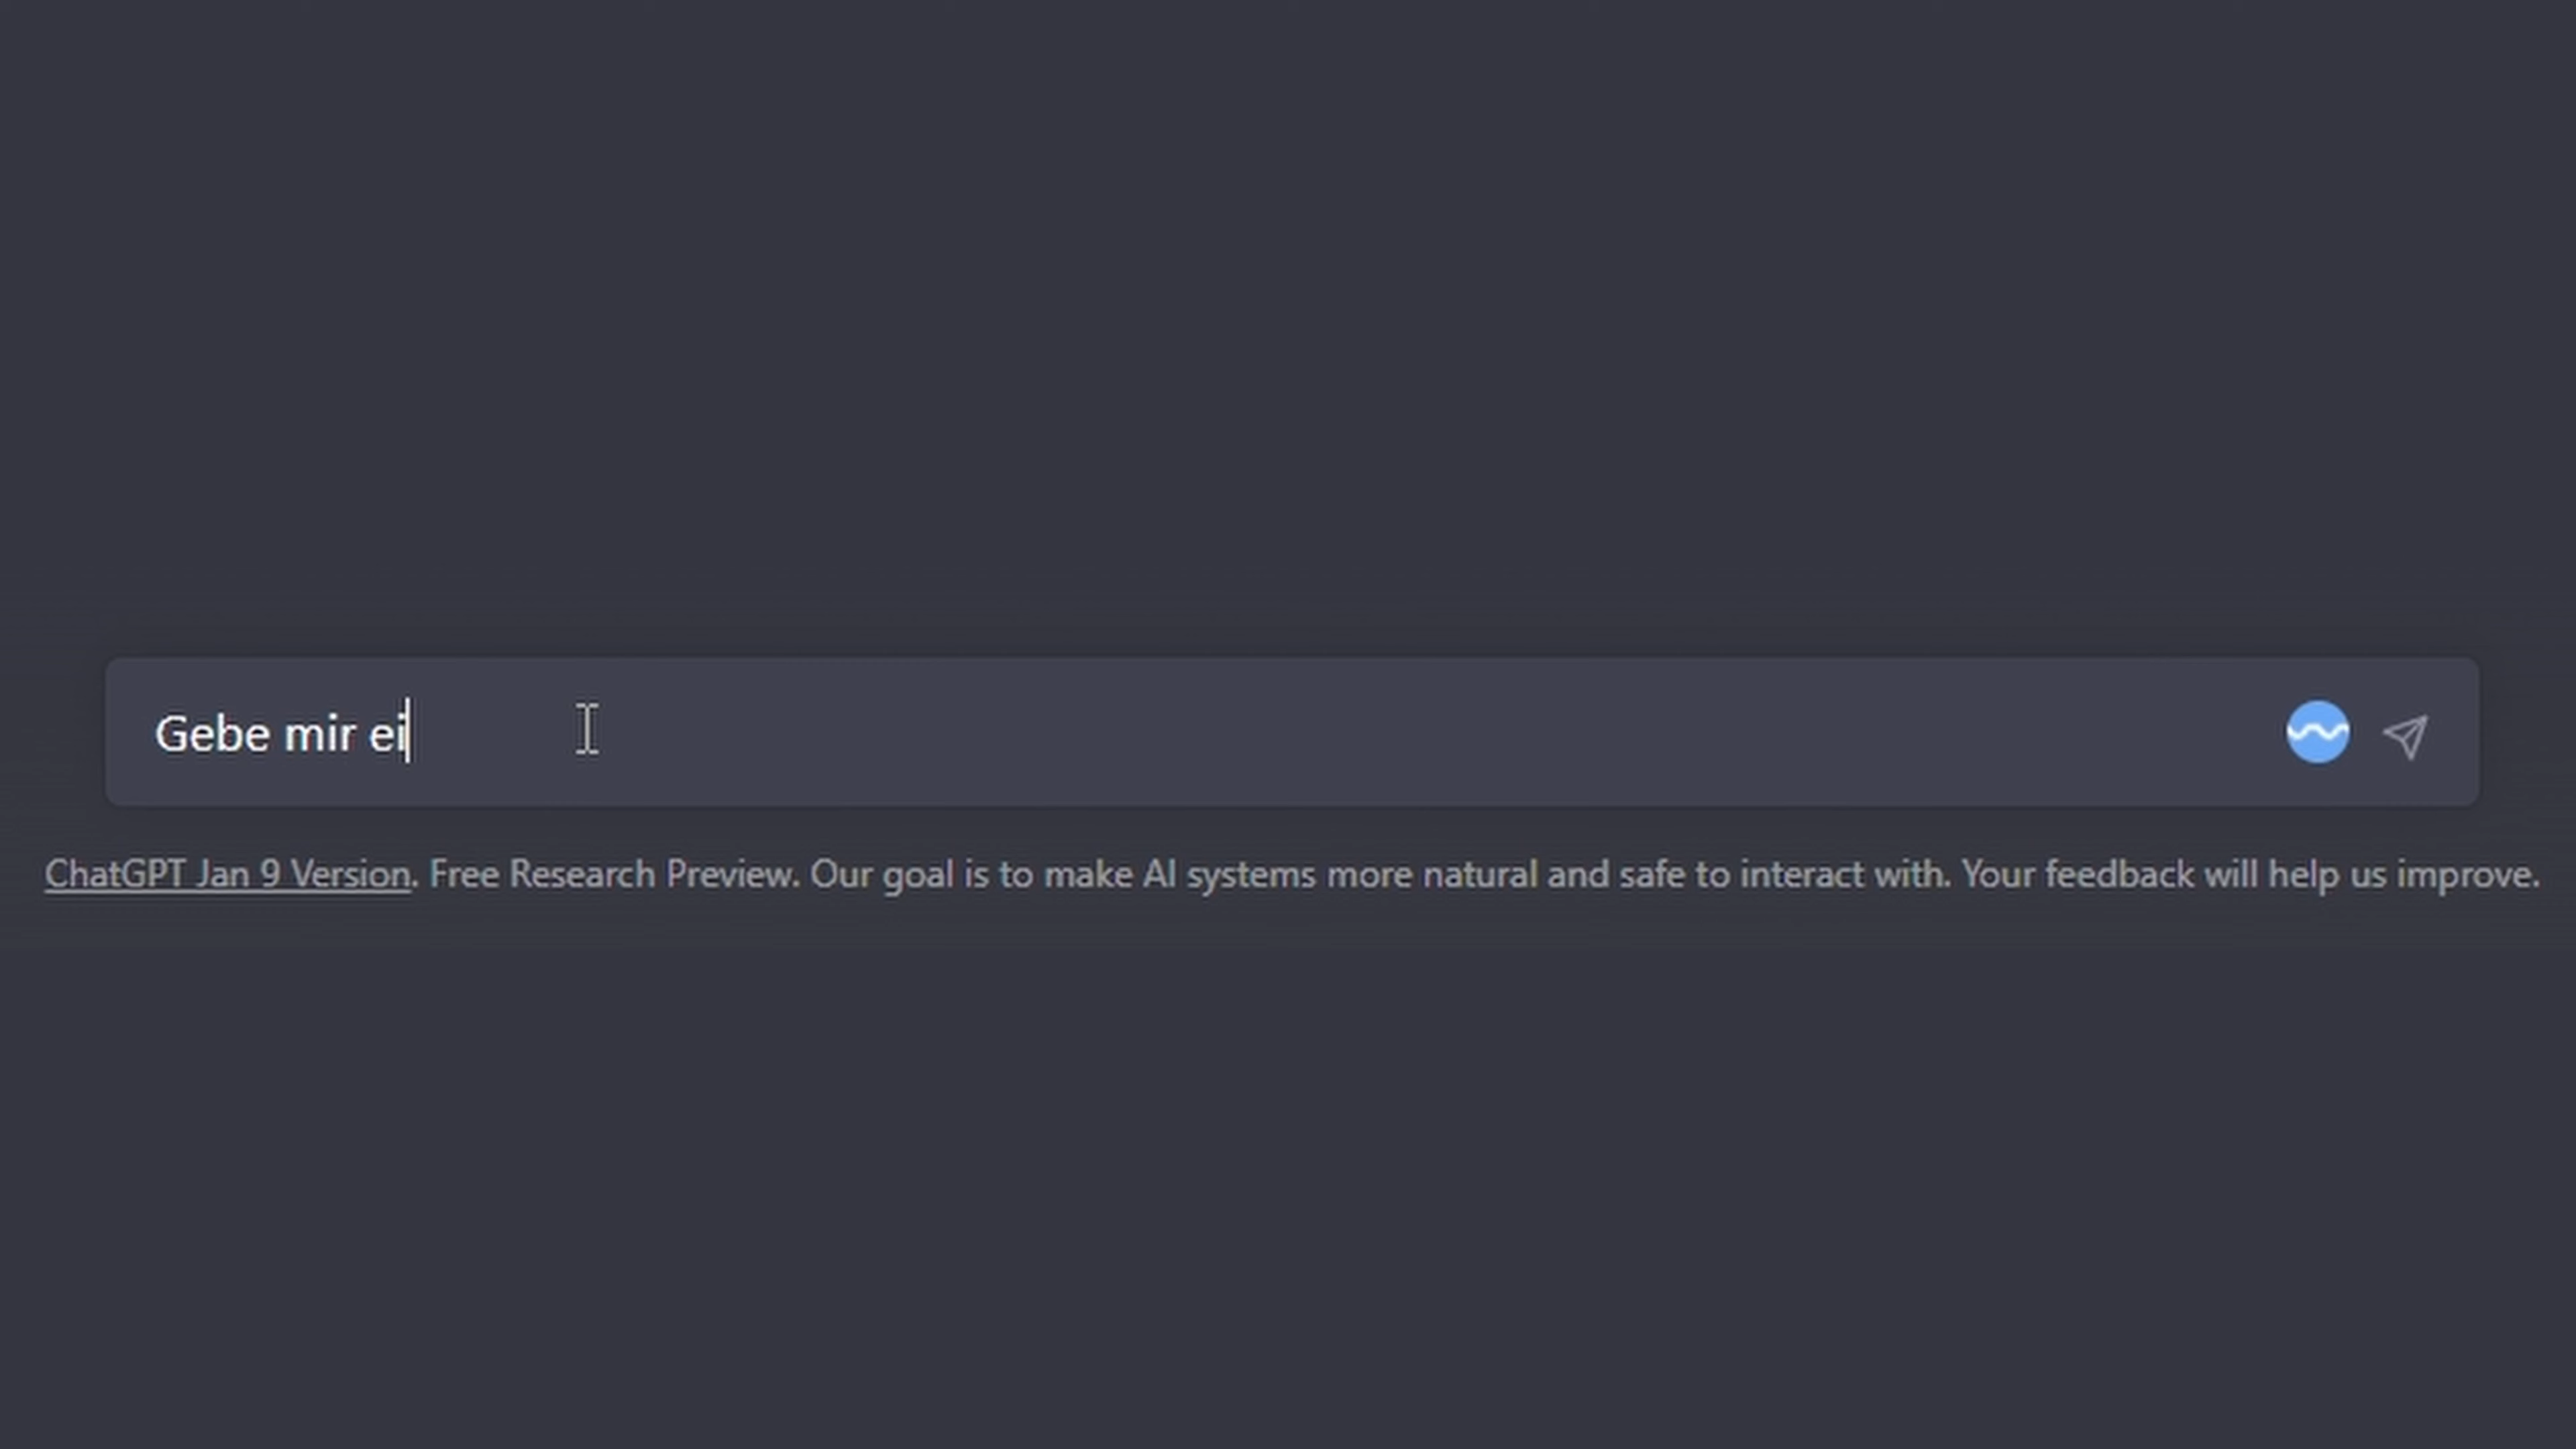 Gebe mir ei
ChatGPT Jan 9 Version. Free Research Preview. Our goal is to make AI systems more natural and safe to interact with. Your feedback will help us improve.